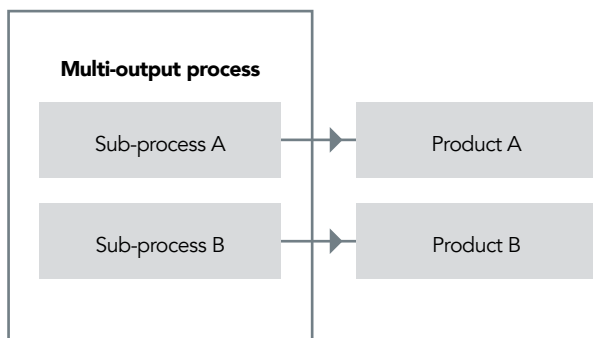 Multi-output process
Sub-process A
Product A
Sub-process B
Product B